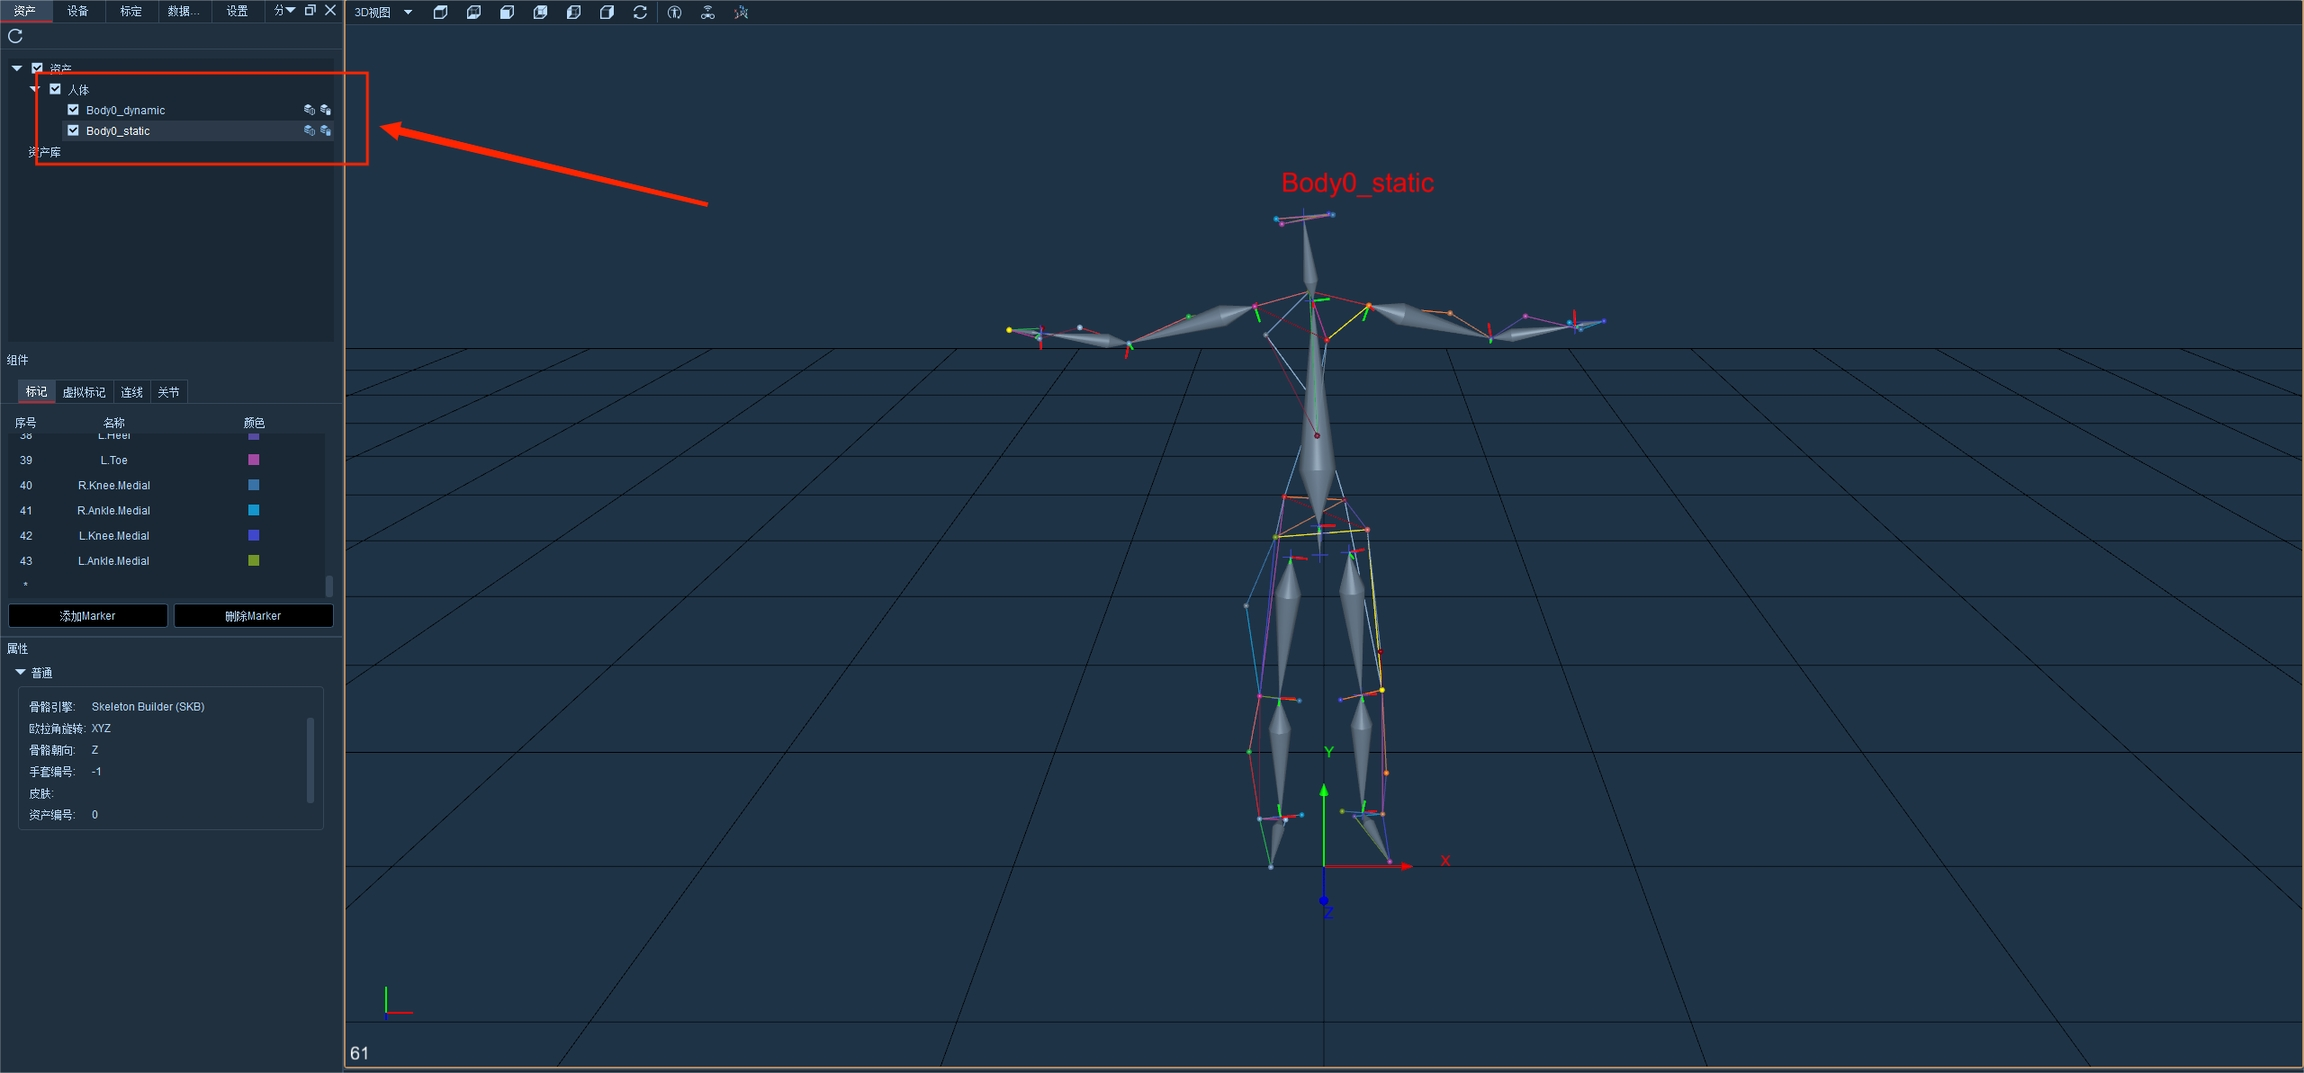 资产 设备 标定 数据... 设置 分
3D视图
资产
人体
Body0_dynamic
Body0_static
资产库
组件
标记 虚拟标记 连线 关节
序号 名称 颜色
38 L.Heel
39 L.Toe
40 R.Knee.Medial
41 R.Ankle.Medial
42 L.Knee.Medial
43 L.Ankle.Medial
*
添加Marker 删除Marker
属性
普通
骨骼引擎: Skeleton Builder (SKB)
欧拉角旋转: XYZ
骨骼朝向: Z
手套编号: -1
皮肤:
资产编号: 0
Body0_static
Y
X
Z
61